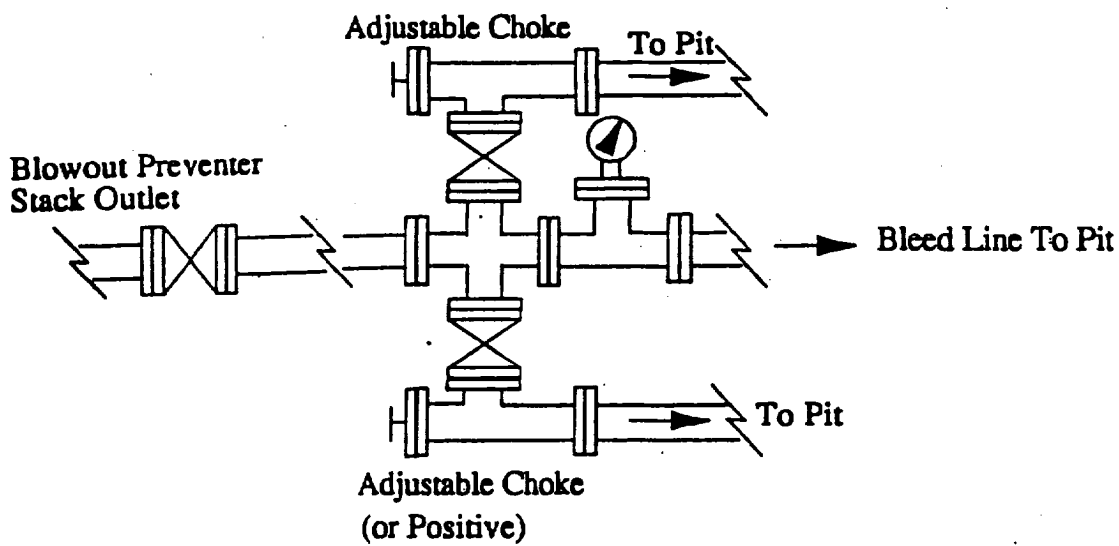 Adjustable Choke
To Pit
Blowout Preventer
Stack Outlet
Bleed Line To Pit
To Pit
Adjustable Choke
(or Positive)